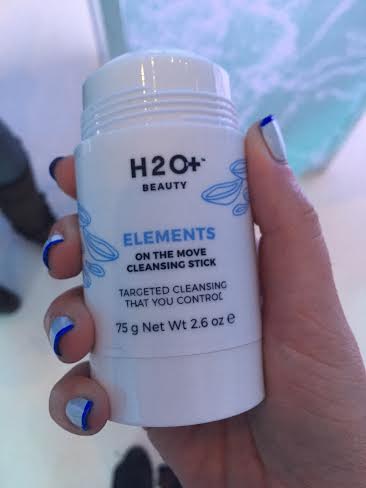 H2O+™
BEAUTY
ELEMENTS
ON THE MOVE
CLEANSING STICK
TARGETED CLEANSING
THAT YOU CONTROL
75 g Net Wt 2.6 oz e